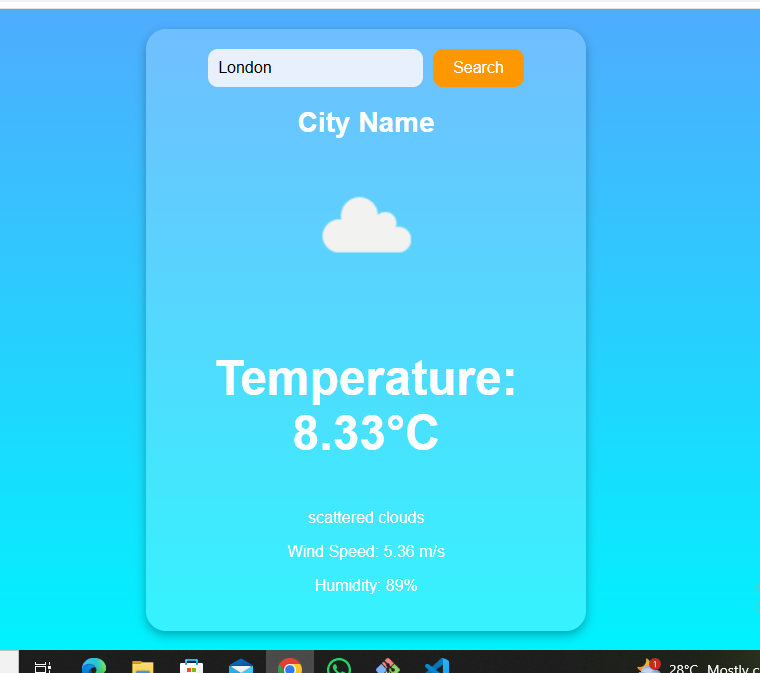 London
Search
City Name
Temperature:
8.33°C
scattered clouds
Wind Speed: 5.36 m/s
Humidity: 89%
1
28°C Mostly c